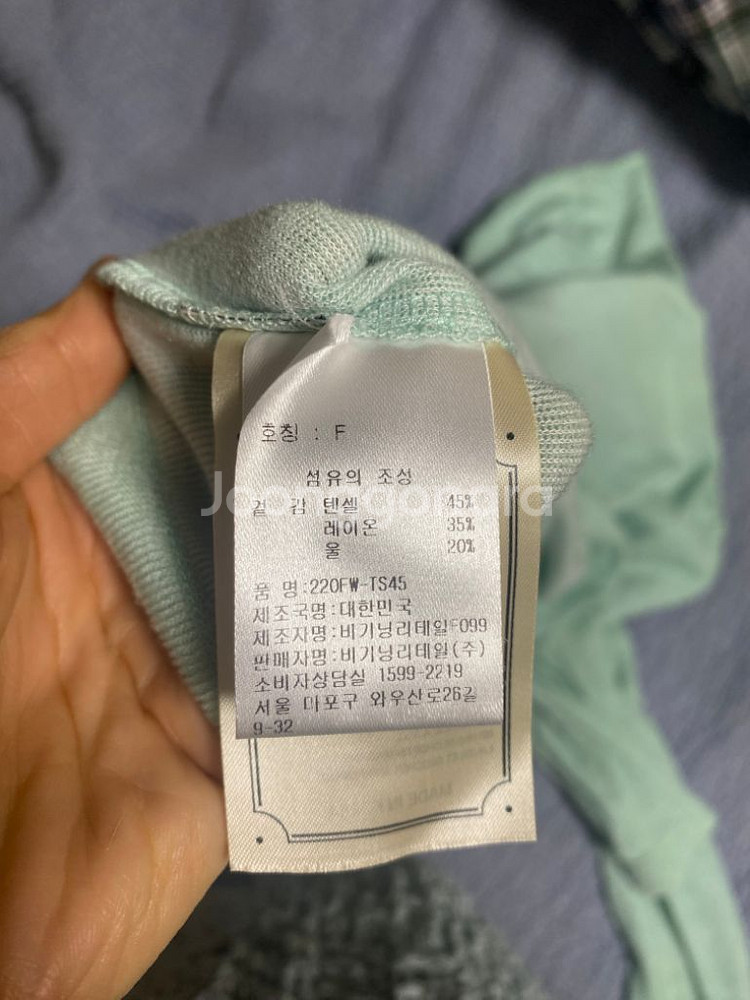 호칭 : F
섬유의 조성
겉 감 텐셀 45%
레이온 35%
울 20%
품 명:220FW-TS45
제조국명:대한민국
제조자명:비기닝리테일F099
판매자명:비기닝리테일(주)
소비자상담실 1599-2219
서울 마포구 와우산로26길
9-32
Joonggonara